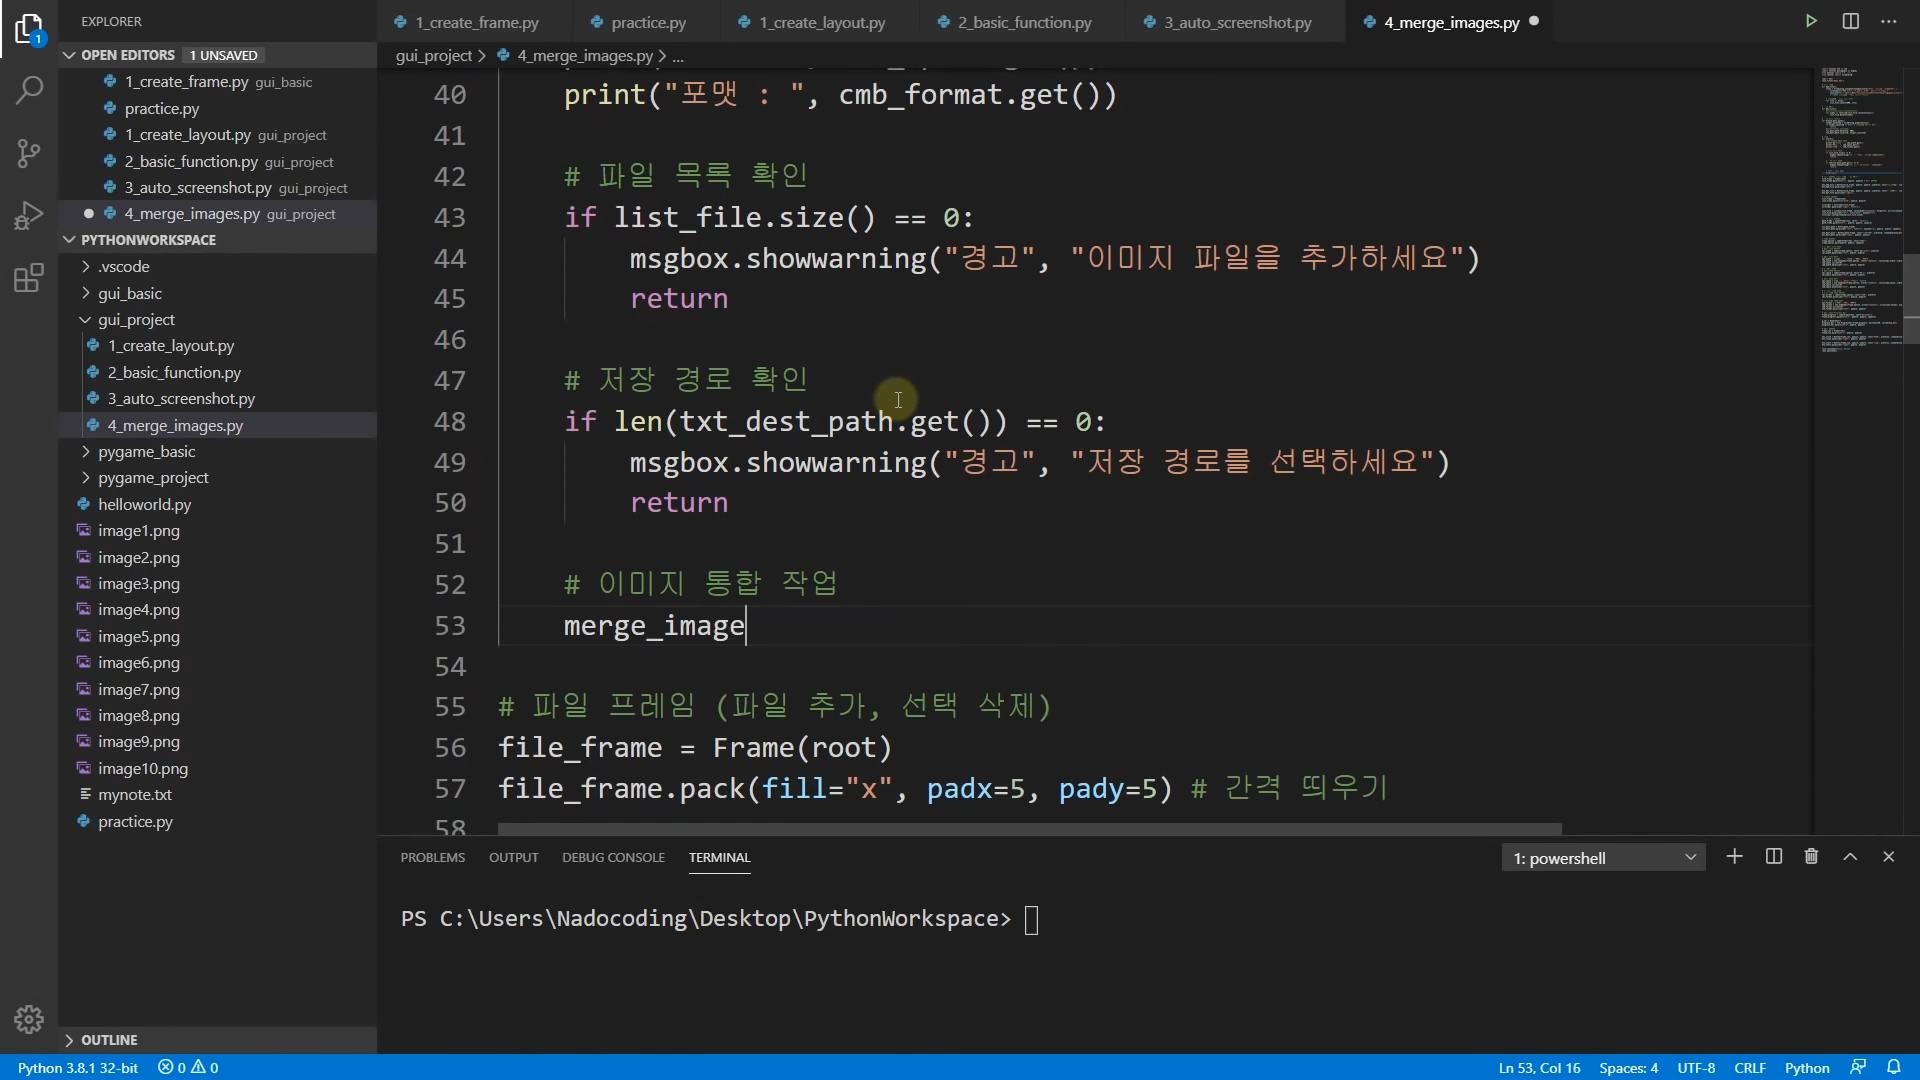 EXPLORER
OPEN EDITORS 1 UNSAVED
1_create_frame.py gui_basic
practice.py
1_create_layout.py gui_project
2_basic_function.py gui_project
3_auto_screenshot.py gui_project
4_merge_images.py gui_project
PYTHONWORKSPACE
.vscode
gui_basic
gui_project
1_create_layout.py
2_basic_function.py
3_auto_screenshot.py
4_merge_images.py
pygame_basic
pygame_project
helloworld.py
image1.png
image2.png
image3.png
image4.png
image5.png
image6.png
image7.png
image8.png
image9.png
image10.png
mynote.txt
practice.py
OUTLINE
1
1_create_frame.py practice.py 1_create_layout.py 2_basic_function.py 3_auto_screenshot.py 4_merge_images.py
gui_project > 4_merge_images.py > ...
40 print("포맷 : ", cmb_format.get())
41
42 # 파일 목록 확인
43 if list_file.size() == 0:
44 msgbox.showwarning("경고", "이미지 파일을 추가하세요")
45 return
46
47 # 저장 경로 확인
48 if len(txt_dest_path.get()) == 0:
49 msgbox.showwarning("경고", "저장 경로를 선택하세요")
50 return
51
52 # 이미지 통합 작업
53 merge_image
54
55 # 파일 프레임 (파일 추가, 선택 삭제)
56 file_frame = Frame(root)
57 file_frame.pack(fill="x", padx=5, pady=5) # 간격 띄우기
58
PROBLEMS OUTPUT DEBUG CONSOLE TERMINAL 1: powershell
PS C:\Users\Nadocoding\Desktop\PythonWorkspace>
Python 3.8.1 32-bit 0 0 Ln 53, Col 16 Spaces: 4 UTF-8 CRLF Python